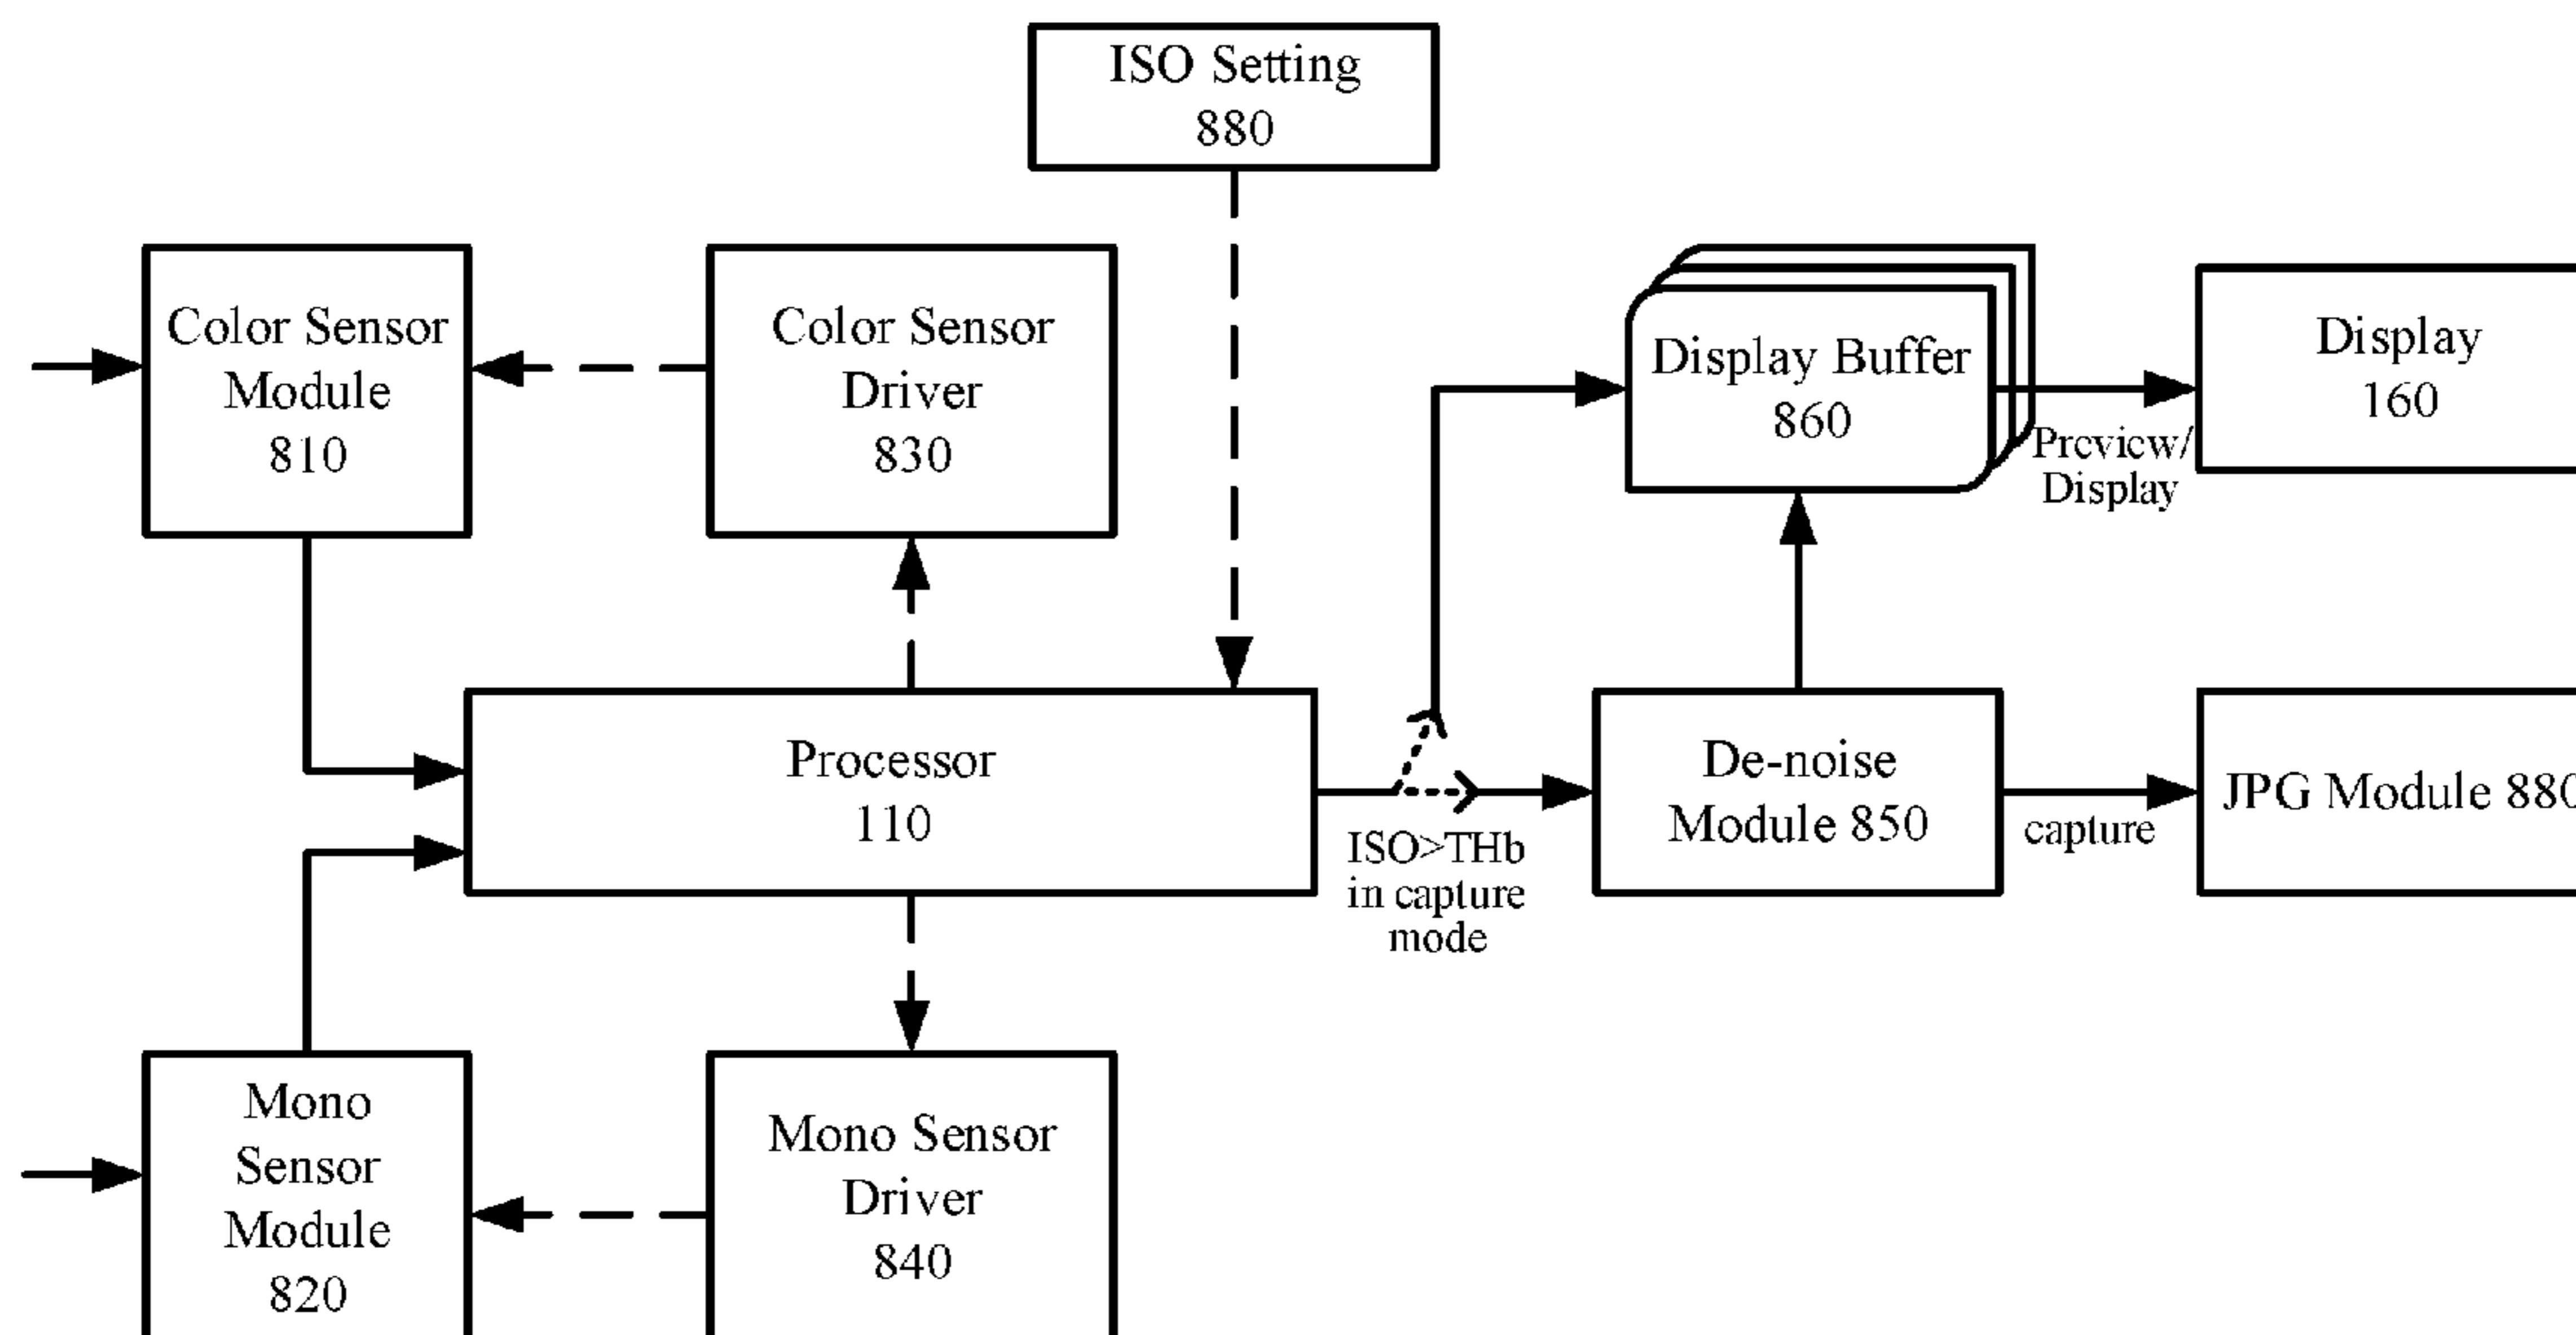 ISO Setting
880
Color Sensor
Module
810
Color Sensor
Driver
830
Display Buffer
860
Display
160
Preview/
Display
Processor
110
ISO>THb
in capture
mode
De-noise
Module 850
capture
JPG Module 880
Mono
Sensor
Module
820
Mono Sensor
Driver
840